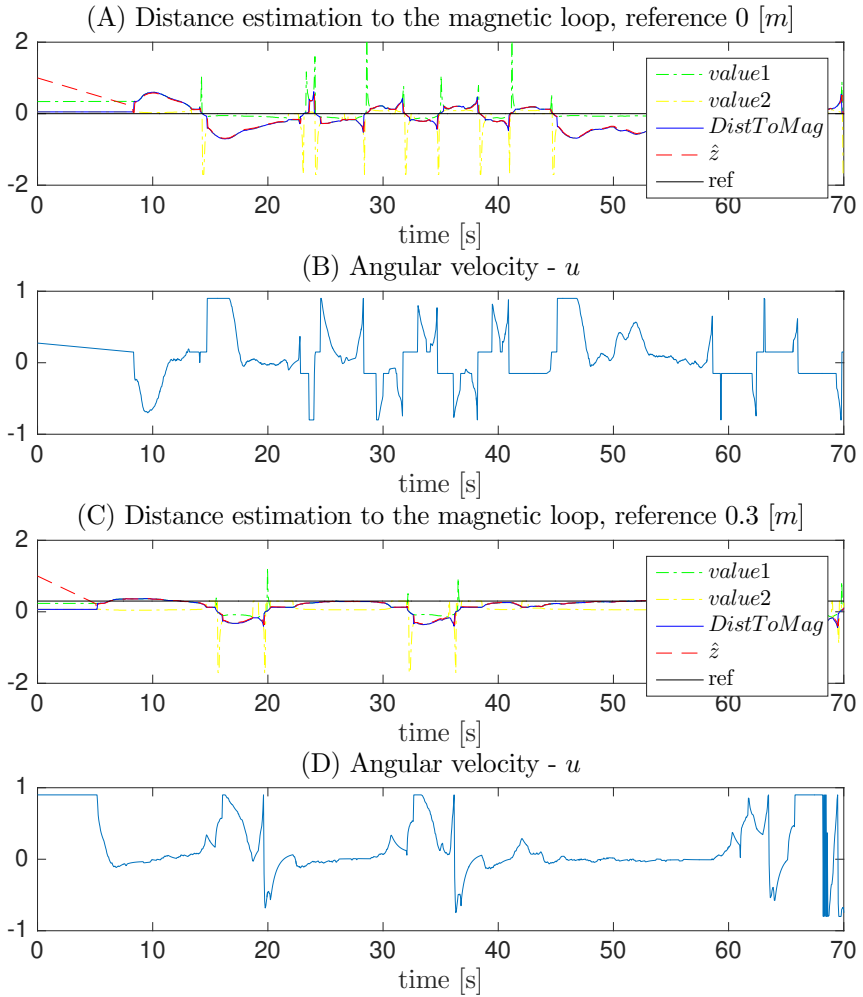 (A) Distance estimation to the magnetic loop, reference 0 [m]
2
0
-2
value1
value2
DistToMag
ẑ
ref
0 10 20 30 40 50 60 70
time [s]
(B) Angular velocity - u
1
0
-1
0 10 20 30 40 50 60 70
time [s]
(C) Distance estimation to the magnetic loop, reference 0.3 [m]
2
0
-2
value1
value2
DistToMag
ẑ
ref
0 10 20 30 40 50 60 70
time [s]
(D) Angular velocity - u
1
0
-1
0 10 20 30 40 50 60 70
time [s]